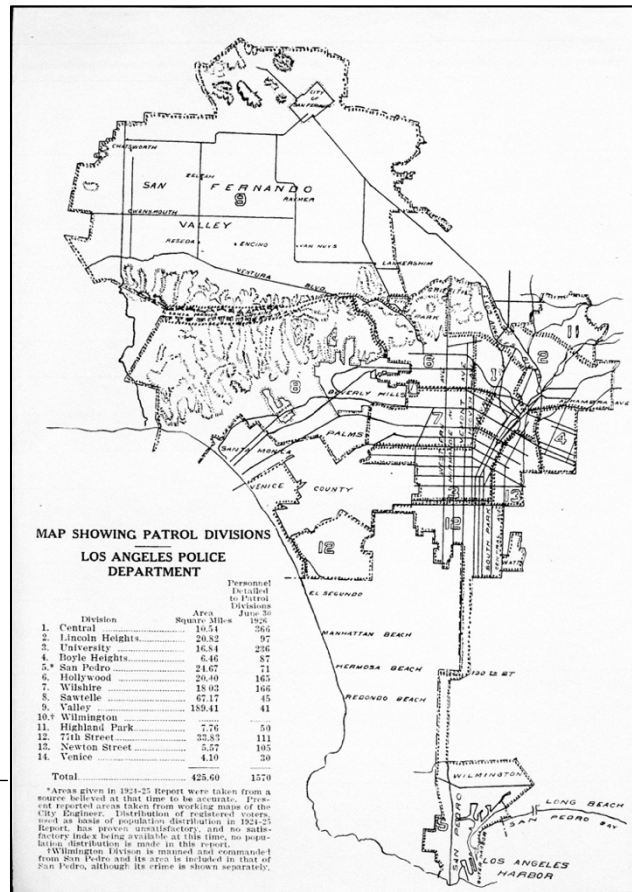 CITY
OF
SAN FERN
CHATSWORTH
ZELZAH
SAN FERNANDO
9
RAYMER
OWENSMOUTH
VALLEY
RESEDA
ENCINO
VAN NUYS
LANKERSHIM
VENTURA BLVD.
GRIFFITH
PARK
11
2
6
1
8
BEVERLY HILLS
ALHAMBRA AVE
7
WESTERN AVE
VERMONT AVE
4
PALMS
SANTA MONICA
VENICE
COUNTY
3
13
12
12
SOUTH PARK
CENTRAL
WATTS
MAP SHOWING PATROL DIVISIONS
LOS ANGELES POLICE
DEPARTMENT
EL SEGUNDO
MANHATTAN BEACH
HERMOSA BEACH
REDONDO BEACH
190 TH ST
Personnel
Detailed
to Patrol
Area Divisions
Division Square Miles June 30
1926
1. Central 10.54 366
2. Lincoln Heights 20.82 97
3. University 16.84 236
4. Boyle Heights 6.46 87
5.* San Pedro 24.67 71
6. Hollywood 20.40 165
7. Wilshire 18.03 166
8. Sawtelle 67.17 45
9. Valley 189.41 41
10.† Wilmington ...... ......
11. Highland Park 7.76 50
12. 77th Street 33.83 111
13. Newton Street 5.57 105
14. Venice 4.10 30
Total 425.60 1570
*Areas given in 1924-25 Report were taken from a
source believed at that time to be accurate. Pres-
ent reported areas taken from working maps of the
City Engineer. Distribution of registered voters,
used as basis of population distribution in 1924-25
Report, has proven unsatisfactory, and no satis-
factory index being available at this time, no popu-
lation distribution is made in this report.
†Wilmington Divison is manned and commanded
from San Pedro and its area is included in that of
San Pedro, although its crime is shown separately.
WILMINGTON
5
SAN PEDRO
LONG BEACH
SAN PEDRO BAY
LOS ANGELES
HARBOR